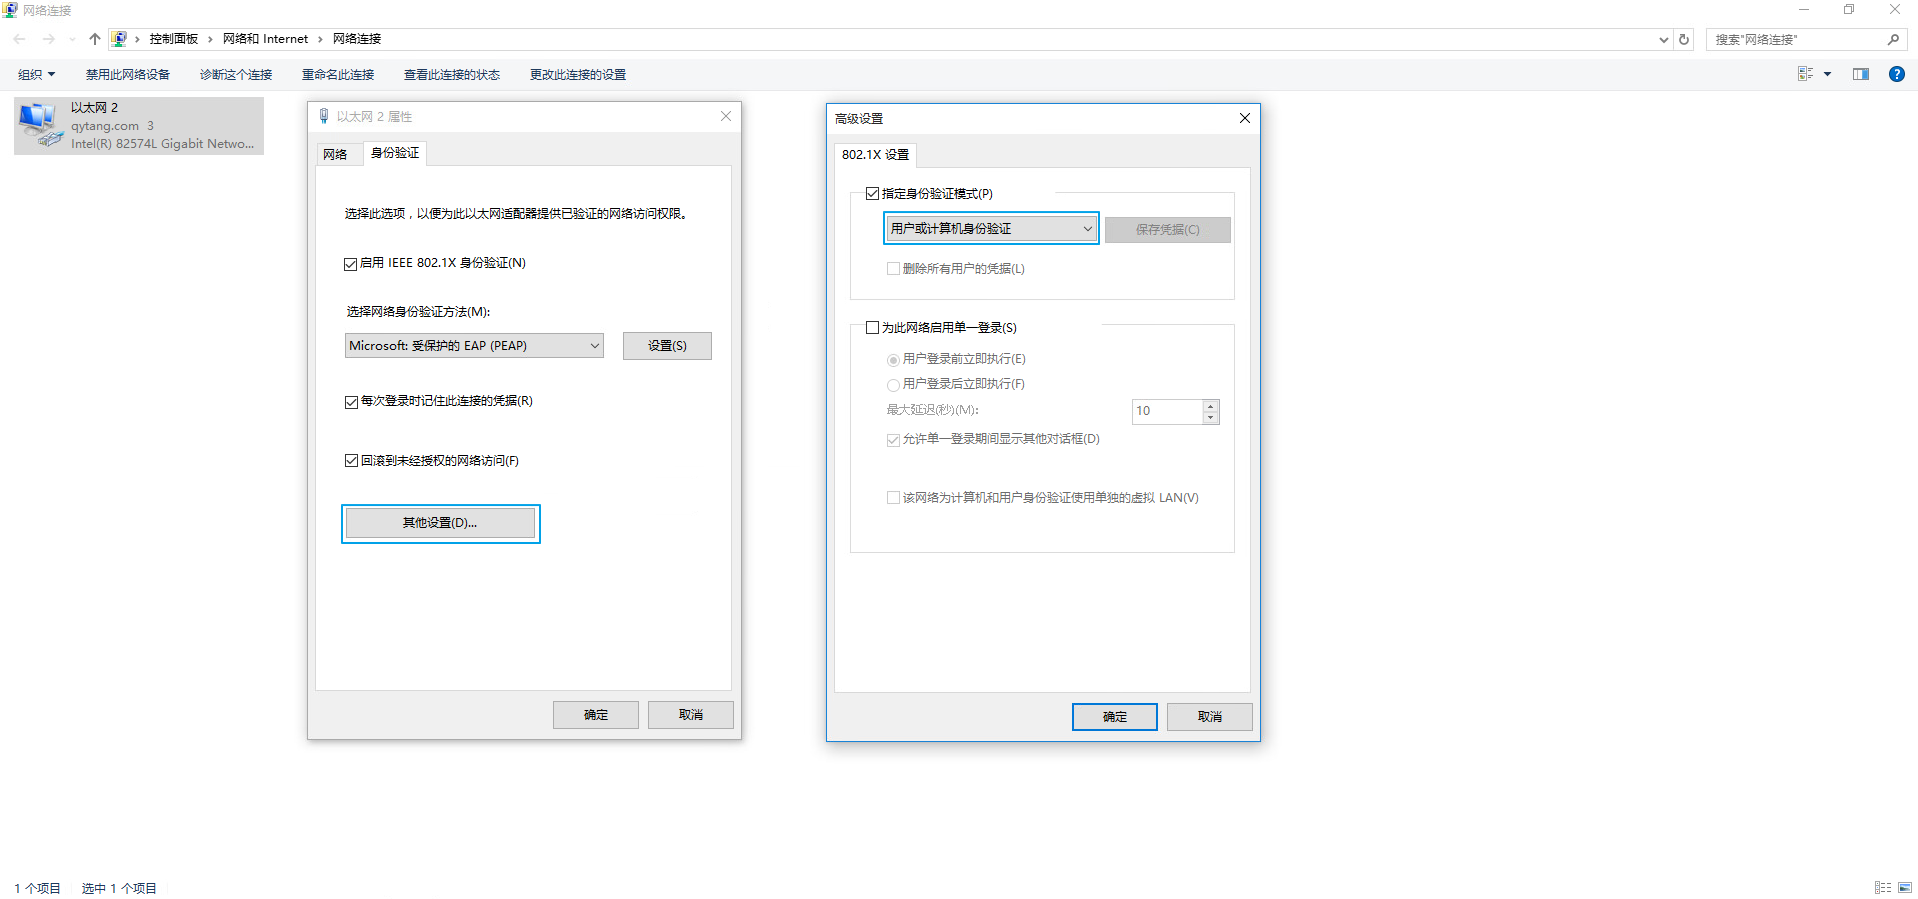 网络连接
控制面板 › 网络和 Internet › 网络连接
搜索"网络连接"
组织 禁用此网络设备 诊断这个连接 重命名此连接 查看此连接的状态 更改此连接的设置
以太网 2
qytang.com 3
Intel(R) 82574L Gigabit Netwo...
以太网 2 属性
网络 身份验证
选择此选项，以便为此以太网适配器提供已验证的网络访问权限。
启用 IEEE 802.1X 身份验证(N)
选择网络身份验证方法(M):
Microsoft: 受保护的 EAP (PEAP) 设置(S)
每次登录时记住此连接的凭据(R)
回滚到未经授权的网络访问(F)
其他设置(D)...
确定 取消
高级设置
802.1X 设置
指定身份验证模式(P)
用户或计算机身份验证 保存凭据(C)
删除所有用户的凭据(L)
为此网络启用单一登录(S)
用户登录前立即执行(E)
用户登录后立即执行(F)
最大延迟(秒)(M): 10
允许单一登录期间显示其他对话框(D)
该网络为计算机和用户身份验证使用单独的虚拟 LAN(V)
确定 取消
1 个项目 选中 1 个项目